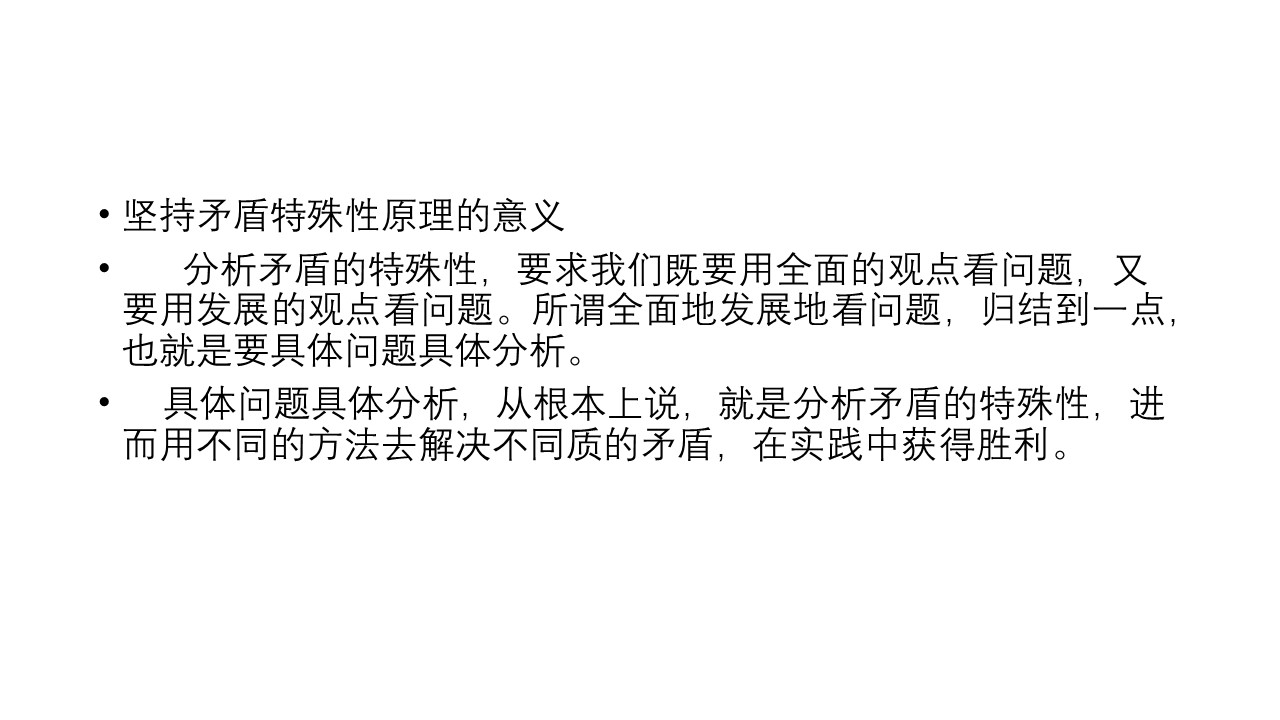 • 坚持矛盾特殊性原理的意义
• 分析矛盾的特殊性，要求我们既要用全面的观点看问题，又
要用发展的观点看问题。所谓全面地发展地看问题，归结到一点，
也就是要具体问题具体分析。
• 具体问题具体分析，从根本上说，就是分析矛盾的特殊性，进
而用不同的方法去解决不同质的矛盾，在实践中获得胜利。